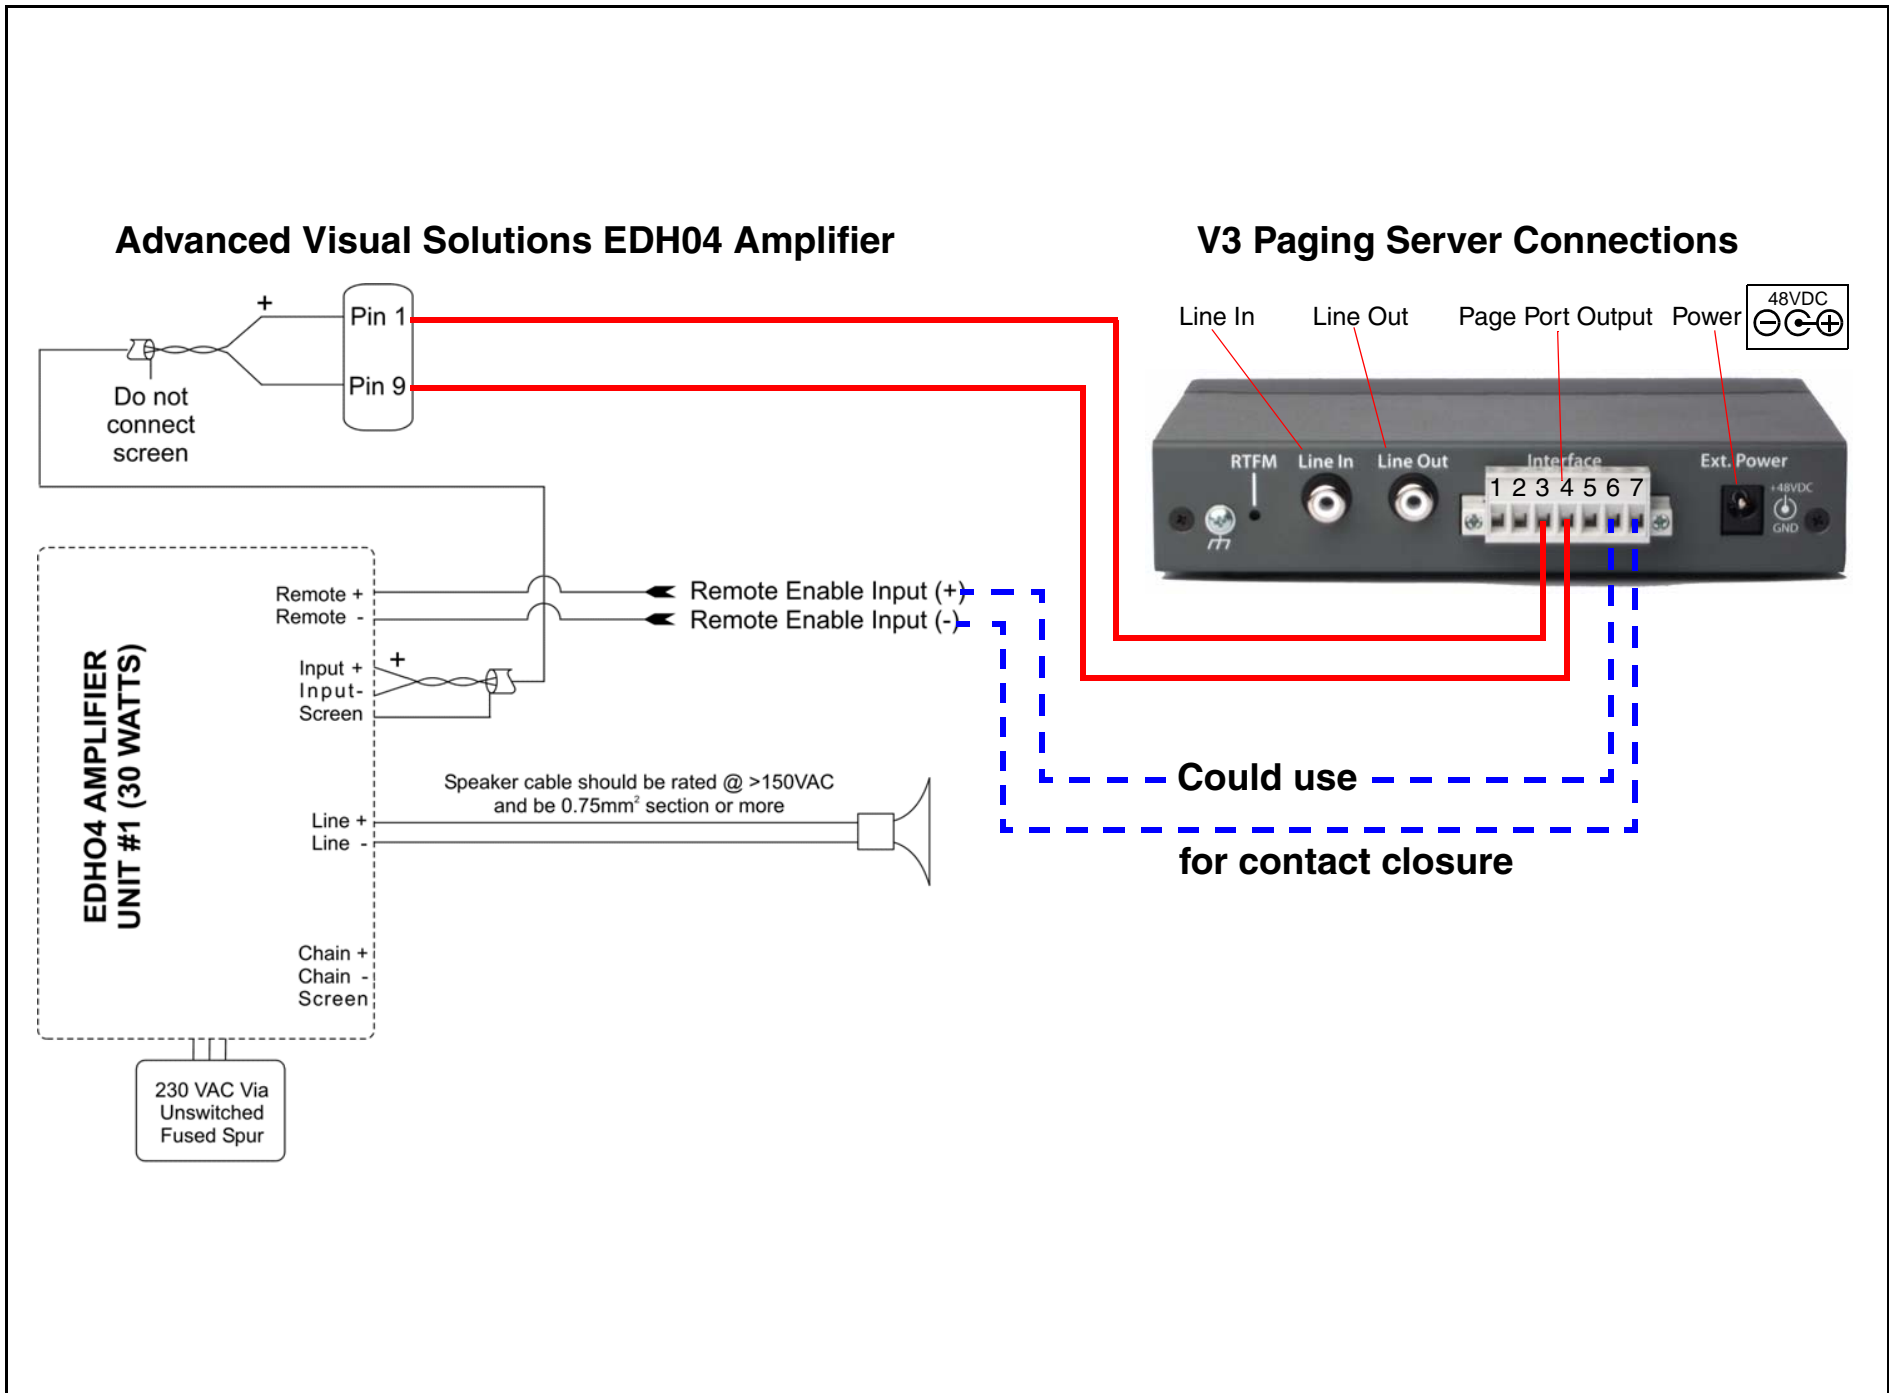 Advanced Visual Solutions EDH04 Amplifier
V3 Paging Server Connections
+
Pin 1
Pin 9
Do not
connect
screen
Line In
Line Out
Page Port Output
Power
48VDC
RTFM
Line In
Line Out
Interface
Ext. Power
1 2 3 4 5 6 7
+48VDC
GND
Remote +
Remote -
Remote Enable Input (+)
Remote Enable Input (-)
Input +
Input-
Screen
+
EDHO4 AMPLIFIER
UNIT #1 (30 WATTS)
Speaker cable should be rated @ >150VAC
and be 0.75mm² section or more
Line +
Line -
Could use
for contact closure
Chain +
Chain -
Screen
230 VAC Via
Unswitched
Fused Spur